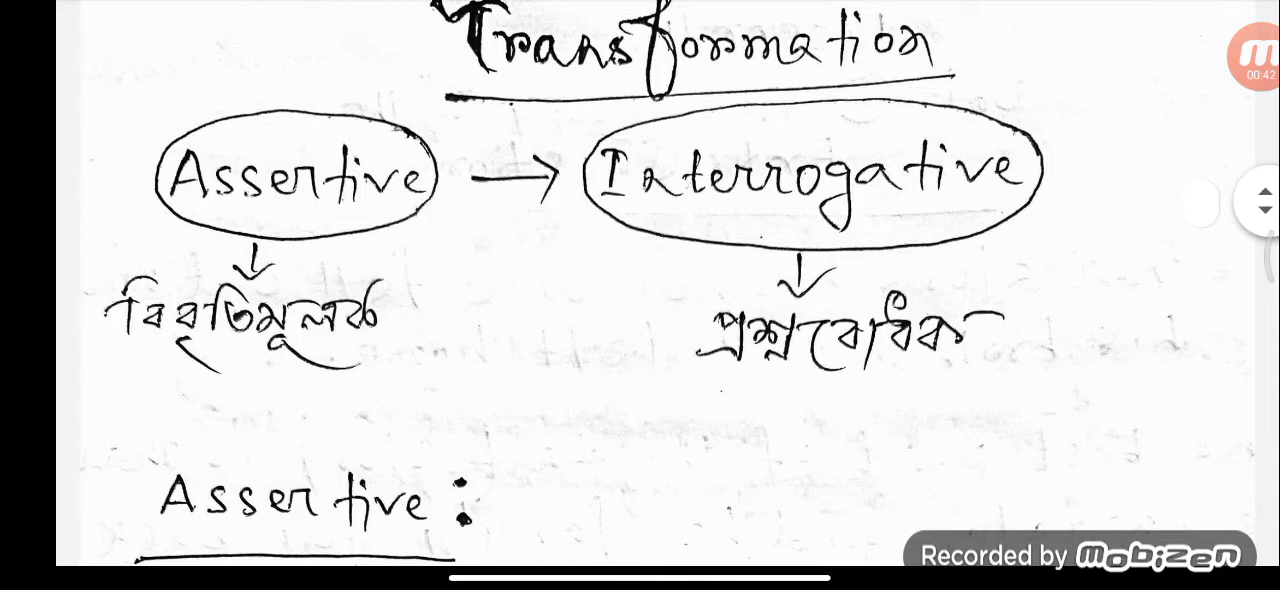 Transformation
Assertive → Interrogative
বিবৃতিমূলক প্রশ্নবোধক
Assertive :
00:42
Recorded by Mobizen